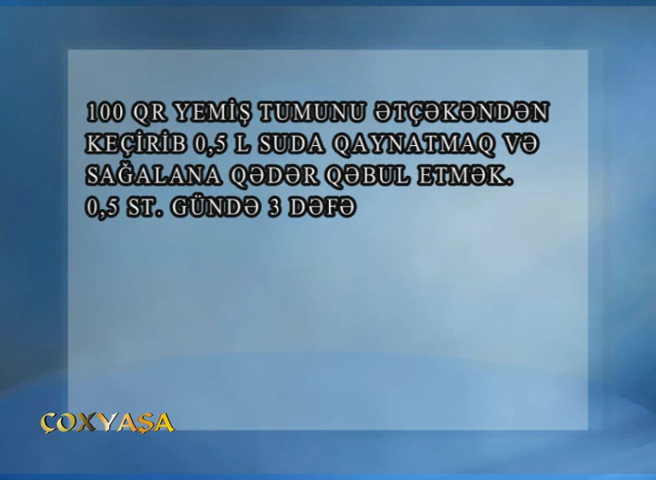 100 QR YEMİŞ TUMUNU ƏTÇƏKƏNDƏN
KEÇİRİB 0,5 L SUDA QAYNATMAQ VƏ
SAĞALANA QƏDƏR QƏBUL ETMƏK.
0,5 ST. GÜNDƏ 3 DƏFƏ
ÇOXYAŞA